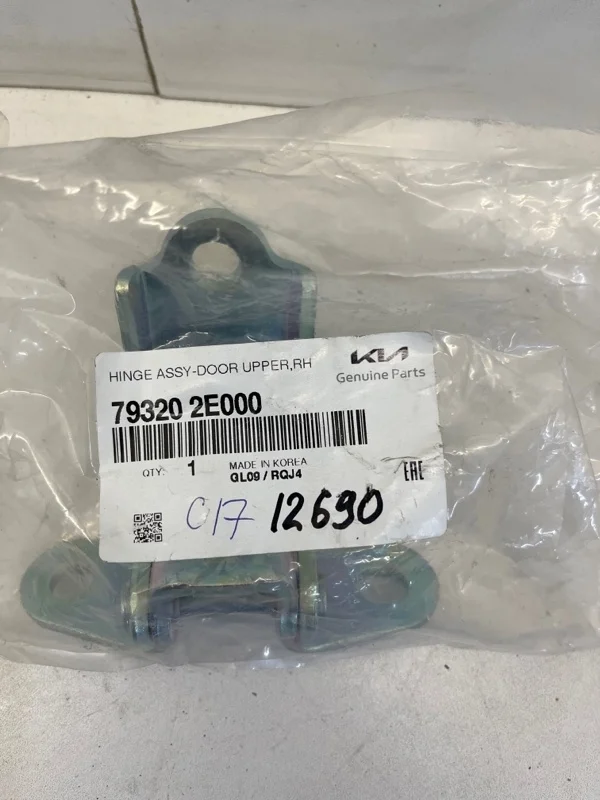 HINGE ASSY-DOOR UPPER,RH
KIA
Genuine Parts
79320 2E000
QTY: 1
MADE IN KOREA
GL09 / RQJ4
EAC
C17 12690